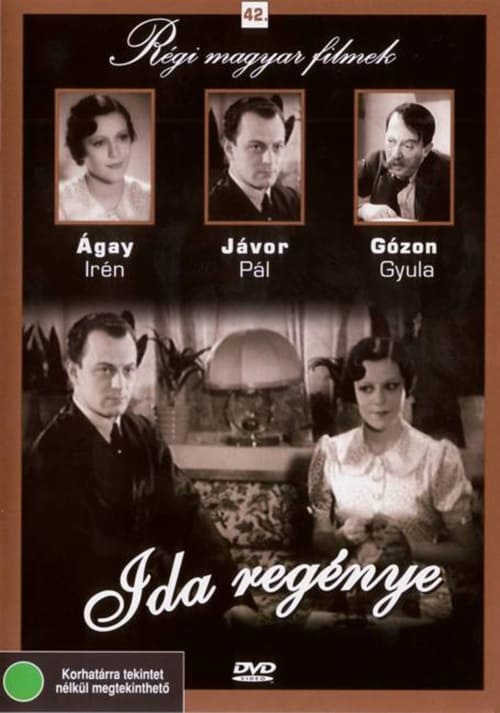 42.
Régi magyar filmek
Ágay
Irén
Jávor
Pál
Gózon
Gyula
Ida regénye
Korhatárra tekintet
nélkül megtekinthető
DVD
VIDEO